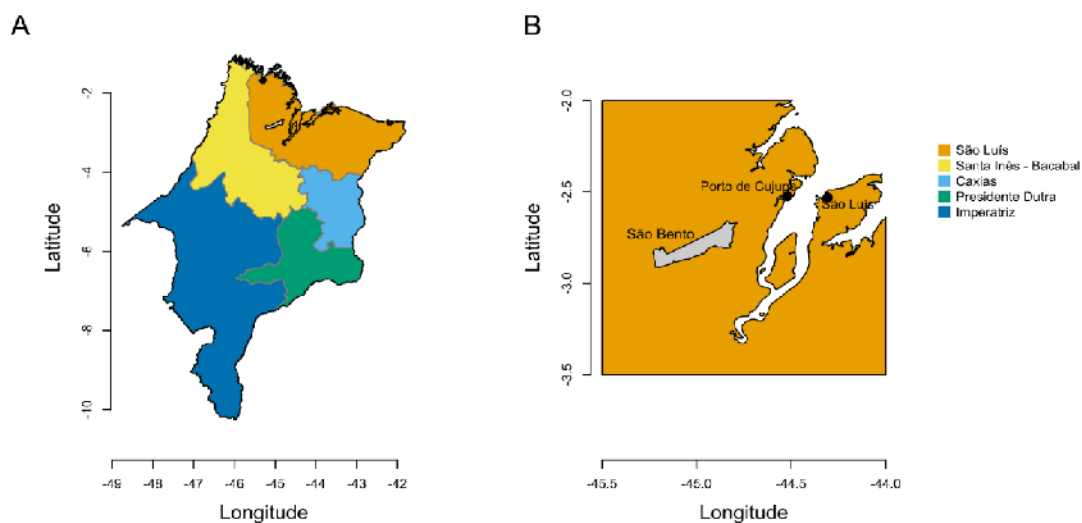 A
B
-2
-4
-6
-8
-10
Latitude
-49 -48 -47 -46 -45 -44 -43 -42
Longitude
-2.0
-2.5
-3.0
-3.5
Latitude
Porto de Cujupe
São Luís
São Bento
-45.5 -45.0 -44.5 -44.0
Longitude
São Luís
Santa Inês - Bacabal
Caxias
Presidente Dutra
Imperatriz